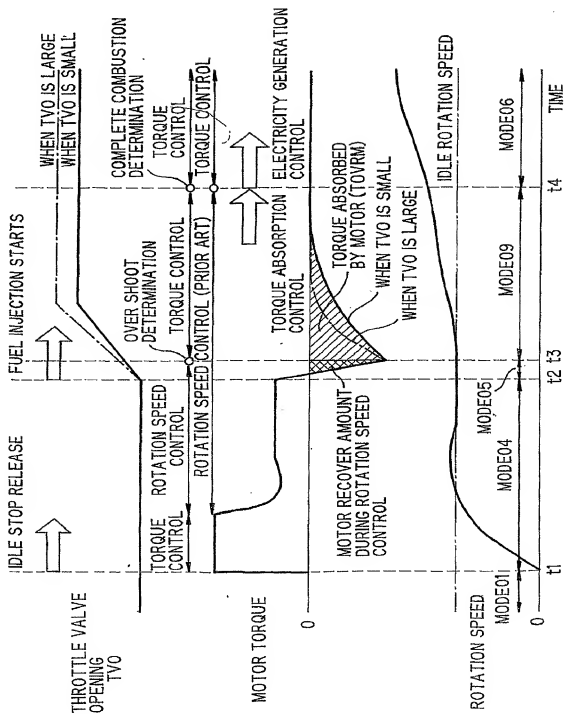 IDLE STOP RELEASE
FUEL INJECTION STARTS
THROTTLE VALVE
OPENING
TVO
WHEN TVO IS LARGE
WHEN TVO IS SMALL
OVER SHOOT
DETERMINATION
COMPLETE COMBUSTION
DETERMINATION
TORQUE
CONTROL
ROTATION SPEED
CONTROL
TORQUE CONTROL
TORQUE
CONTROL
ROTATION SPEED CONTROL (PRIOR ART)
TORQUE CONTROL
TORQUE ABSORPTION
CONTROL
ELECTRICITY GENERATION
CONTROL
MOTOR TORQUE
0
MOTOR RECOVER AMOUNT
DURING ROTATION SPEED
CONTROL
TORQUE ABSORBED
BY MOTOR (TOVRM)
WHEN TVO IS SMALL
WHEN TVO IS LARGE
ROTATION SPEED
0
IDLE ROTATION SPEED
MODE01
MODE04
MODE05
MODE09
MODE06
t1
t2
t3
t4
TIME